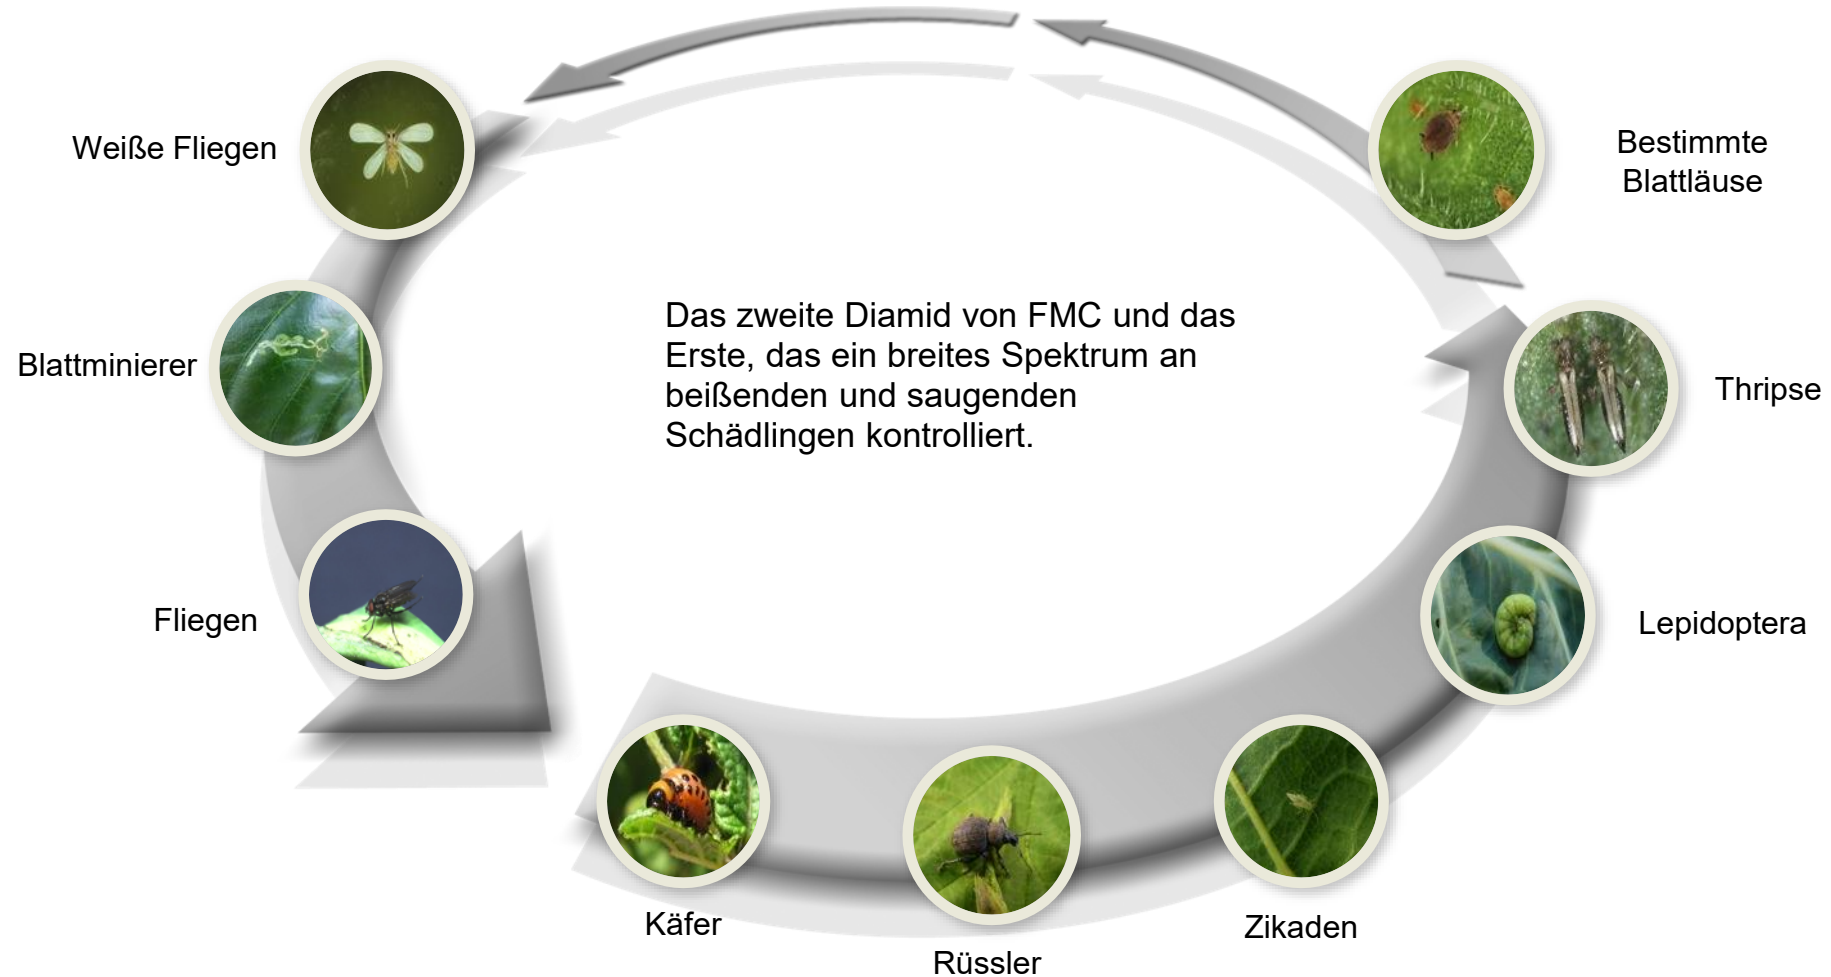 Weiße Fliegen
Bestimmte
Blattläuse
Das zweite Diamid von FMC und das
Erste, das ein breites Spektrum an
beißenden und saugenden
Schädlingen kontrolliert.
Blattminierer
Thripse
Fliegen
Lepidoptera
Käfer
Rüssler
Zikaden